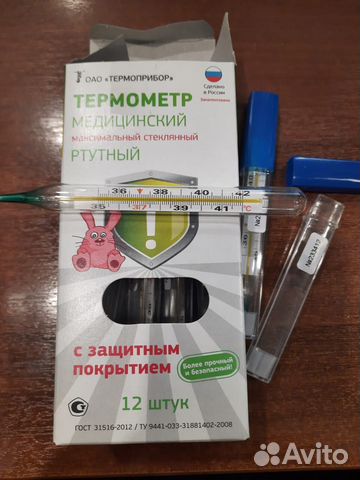 ОАО «ТЕРМОПРИБОР»
Сделано
в России
ТЕРМОМЕТР
МЕДИЦИНСКИЙ
максимальный стеклянный
РТУТНЫЙ
36 38 40 42
35 37 39 41 °C
с защитным
покрытием
Более прочный
и безопасный!
12 штук
ГОСТ 31516-2012 / ТУ 9441-033-31881402-2008
Avito